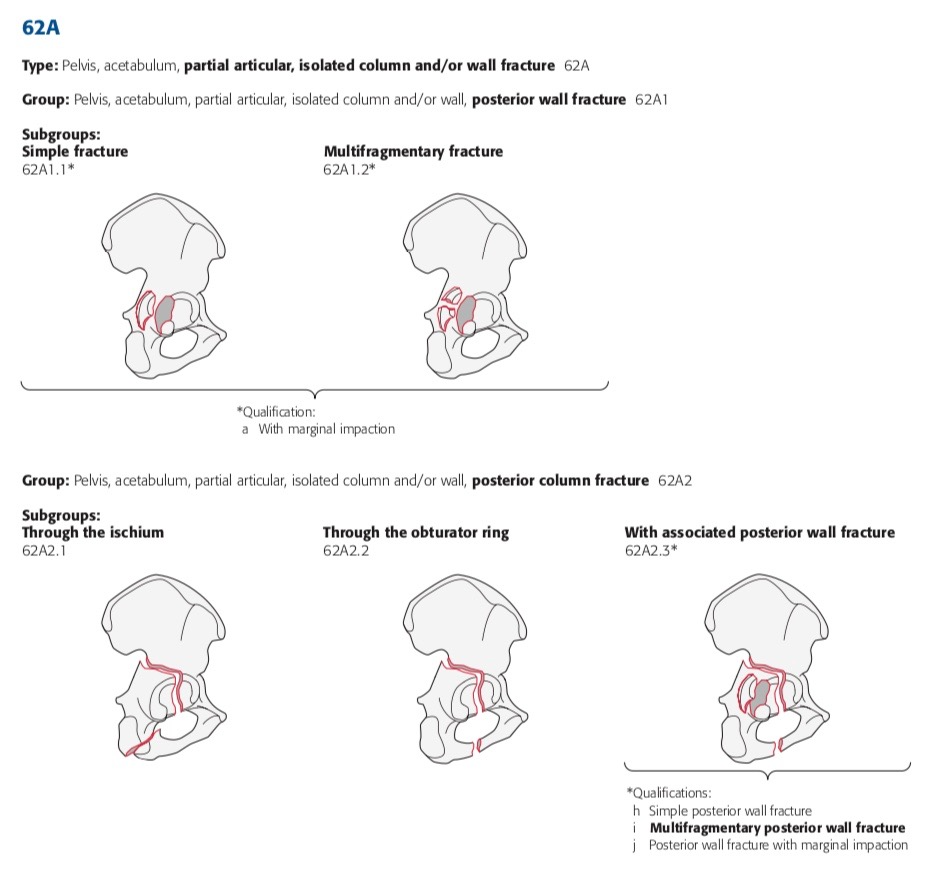 62A
Type: Pelvis, acetabulum, partial articular, isolated column and/or wall fracture 62A
Group: Pelvis, acetabulum, partial articular, isolated column and/or wall, posterior wall fracture 62A1
Subgroups:
Simple fracture
62A1.1*
Multifragmentary fracture
62A1.2*
*Qualification:
a With marginal impaction
Group: Pelvis, acetabulum, partial articular, isolated column and/or wall, posterior column fracture 62A2
Subgroups:
Through the ischium
62A2.1
Through the obturator ring
62A2.2
With associated posterior wall fracture
62A2.3*
*Qualifications:
h Simple posterior wall fracture
i Multifragmentary posterior wall fracture
j Posterior wall fracture with marginal impaction